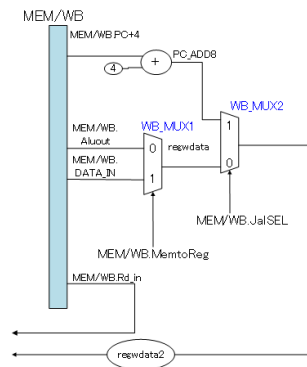 MEM/WB
MEM/WB.PC+4
PC_ADD8
4
+
WB_MUX2
WB_MUX1
1
MEM/WB.
Aluout
0
regwdata
MEM/WB.
DATA_IN
1
0
MEM/WB.JalSEL
MEM/WB.MemtoReg
MEM/WB.Rd_in
regwdata2